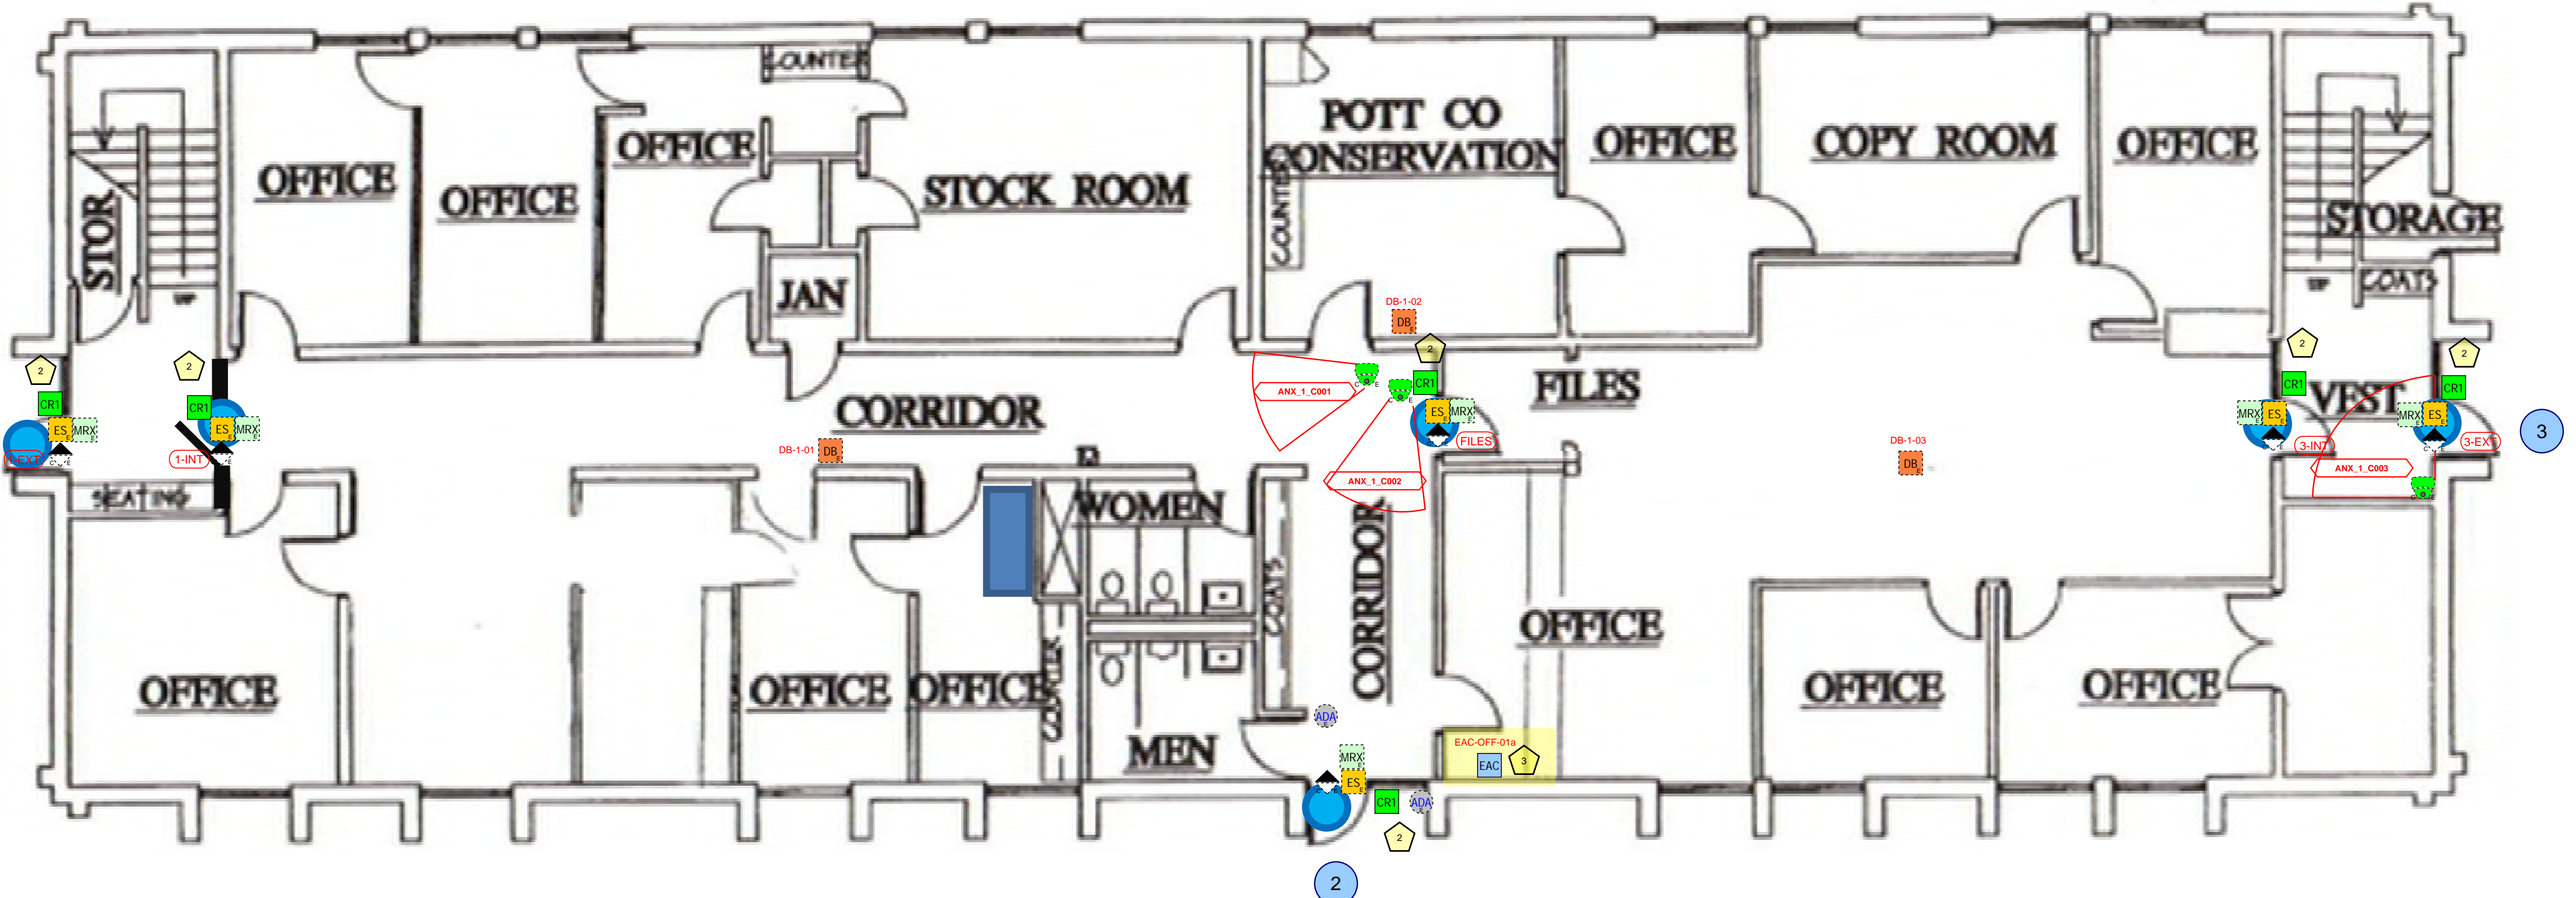 COUNTER
OFFICE
OFFICE
OFFICE
STOCK ROOM
STOR
UP
JAN
POTT CO
CONSERVATION
COUNTER
OFFICE
COPY ROOM
OFFICE
STORAGE
COATS
UP
DB-1-02
DB
E
2
2
CR1
ES
E
MRX
E
CR1
ES
E
MRX
E
1-INT
SEATING
CORRIDOR
DB-1-01
DB
E
ANX_1_C001
ANX_1_C002
2
CR1
ES
E
MRX
E
FILES
FILES
DB-1-03
DB
E
2
CR1
MRX
E
ES
E
3-INT
VEST
ANX_1_C003
2
CR1
MRX
E
ES
E
3-EXT
3
WOMEN
COATS
CORRIDOR
OFFICE
OFFICE
OFFICE
COUNTER
MEN
OFFICE
OFFICE
OFFICE
ADA
E
MRX
E
ES
E
CR1
ADA
E
2
EAC-OFF-01a
EAC
3
2